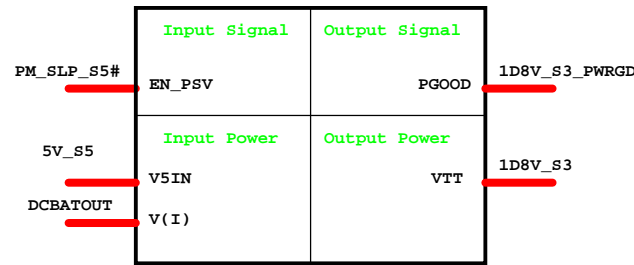 Input Signal Output Signal
PM_SLP_S5# EN_PSV PGOOD 1D8V_S3_PWRGD
Input Power Output Power
5V_S5 V5IN VTT 1D8V_S3
DCBATOUT V(I)